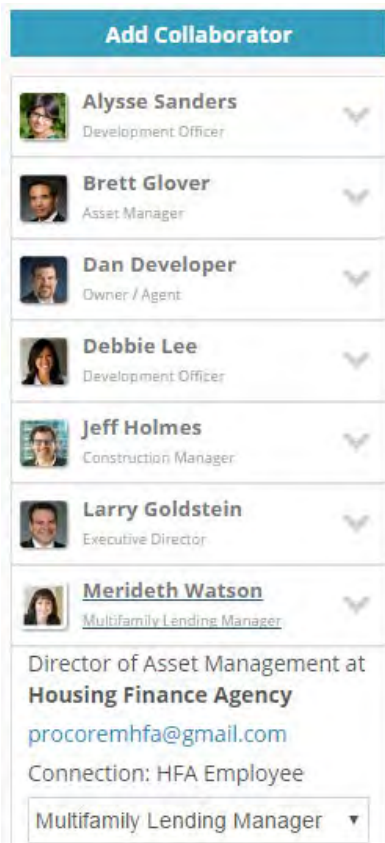 Add Collaborator
Alysse Sanders
Development Officer
Brett Glover
Asset Manager
Dan Developer
Owner / Agent
Debbie Lee
Development Officer
Jeff Holmes
Construction Manager
Larry Goldstein
Executive Director
Merideth Watson
Multifamily Lending Manager
Director of Asset Management at
Housing Finance Agency
procoremhfa@gmail.com
Connection: HFA Employee
Multifamily Lending Manager